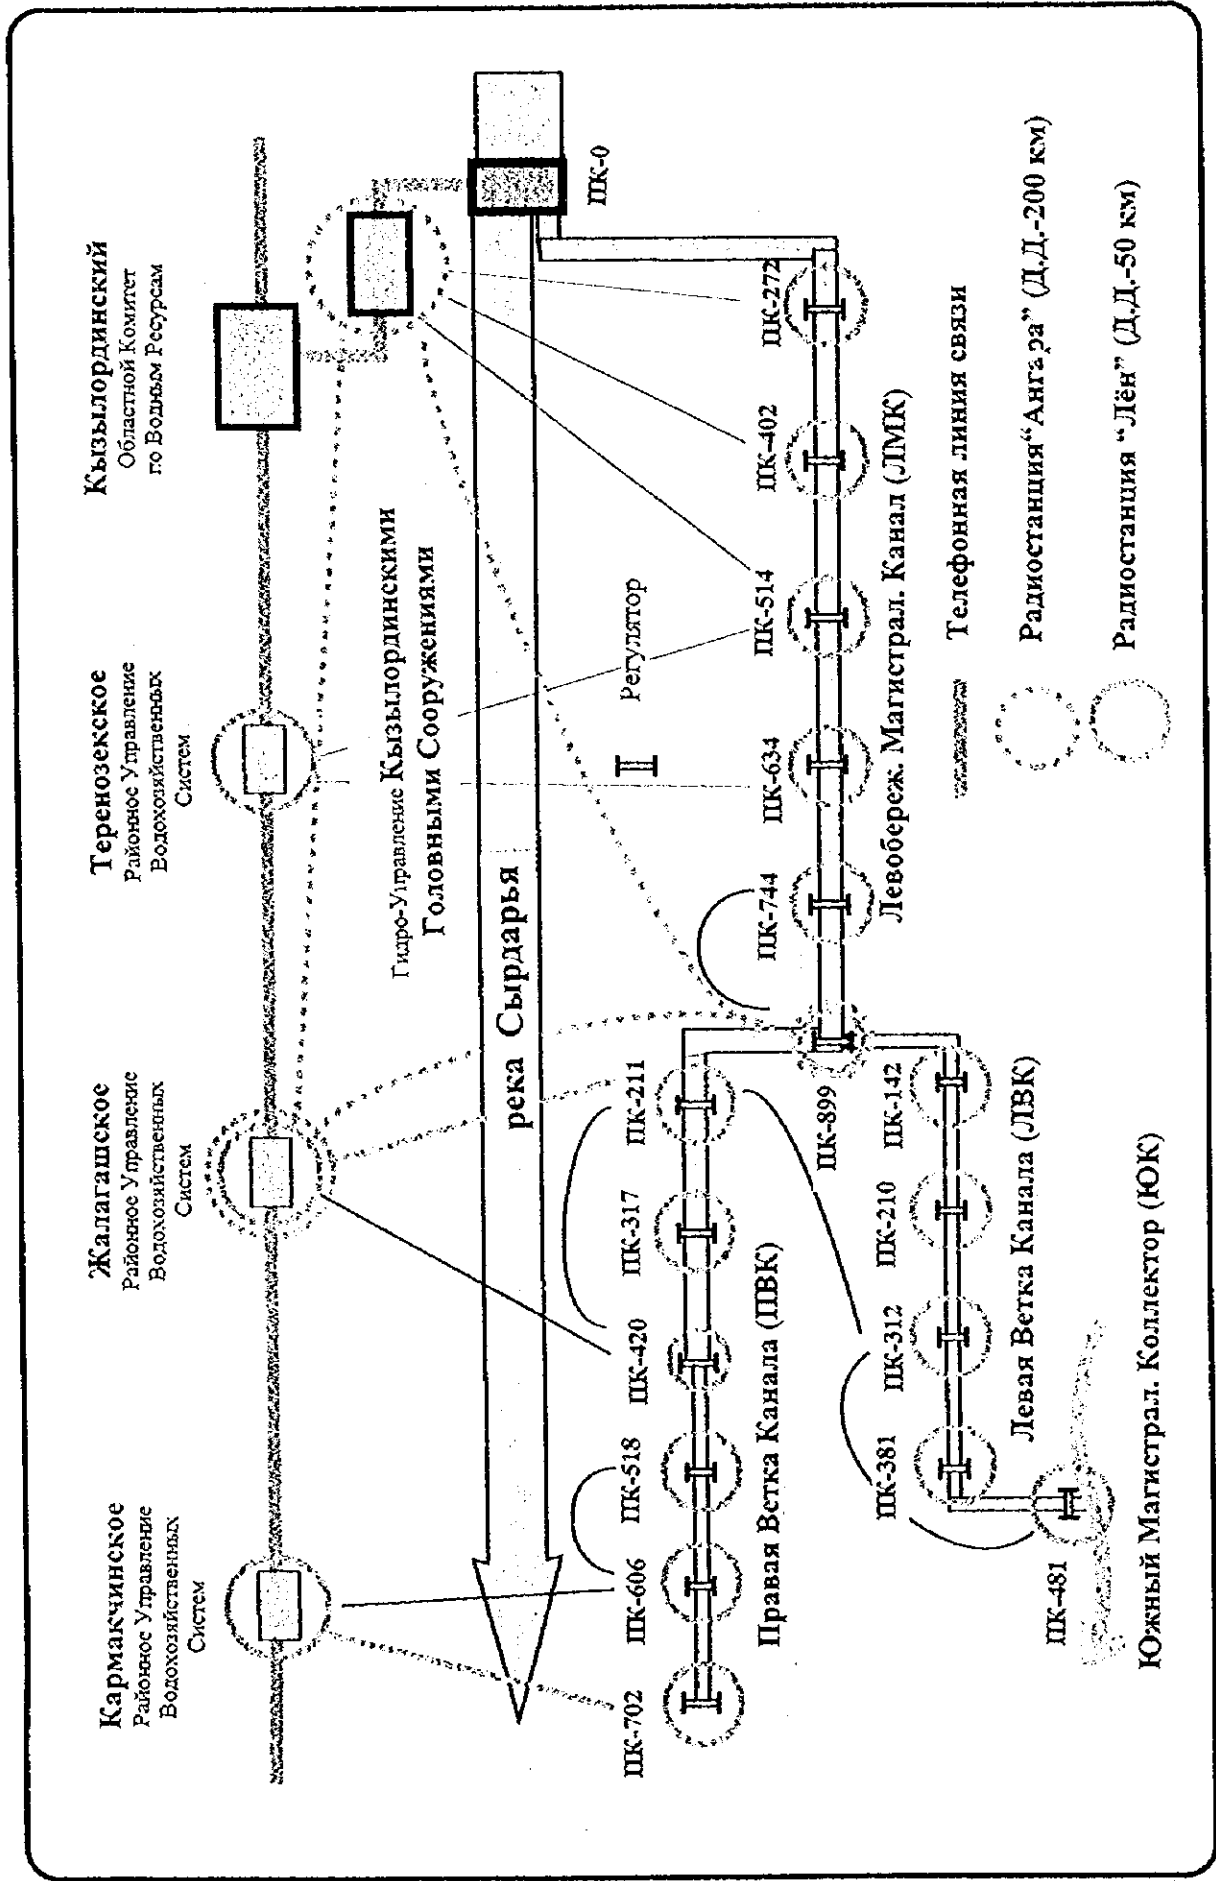 Кармакчинское
Районное Управление
Водохозяйственных
Систем
Жалагашское
Районное Управление
Водохозяйственных
Систем
Теренозекское
Районное Управление
Водохозяйственных
Систем
Кызылординский
Областной Комитет
по Водным Ресурсам
Гидро-Управление Кызылординскими
Головными Сооружениями
река Сырдарья
ПК-0
Регулятор
ПК-702
ПК-606
ПК-518
ПК-420
ПК-317
ПК-211
ПК-744
ПК-634
ПК-514
ПК-402
ПК-272
Правая Ветка Канала (ПВК)
ПК-899
Левобереж. Магистрал. Канал (ЛМК)
ПК-381
ПК-312
ПК-210
ПК-142
Левая Ветка Канала (ЛВК)
ПК-481
Южный Магистрал. Коллектор (ЮК)
Телефонная линия связи
Радиостанция“Ангара” (Д.Д.-200 км)
Радиостанция “Лён” (Д.Д.-50 км)